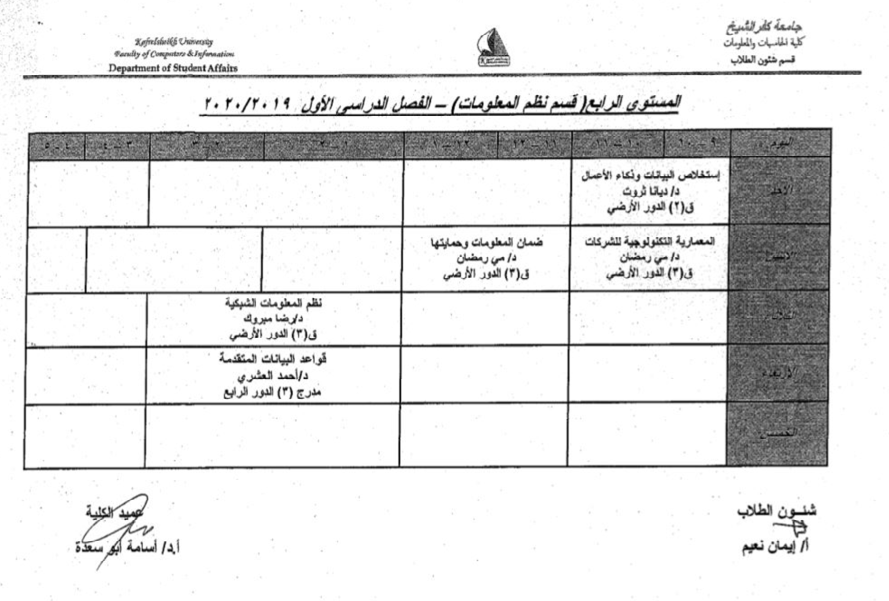 جامعة كفر الشيخ
كلية الحاسبات والمعلومات
قسم شئون الطلاب
Kafrelsheikh University
Faculty of Computers & Information
Department of Student Affairs
المستوي الرابع( قسم نظم المعلومات) – الفصل الدراسي الأول ٢٠٢٠/٢٠١٩
اليوم ٩ – ١٠ ١٠ – ١١ ١١ – ١٢ ١٢ – ١ ١ – ٢ ٢ – ٣ ٣ – ٤ ٤ – ٥
الأحد
إستخلاص البيانات وذكاء الأعمال
د/ ديانا ثروت
ق(٢) الدور الأرضي
الاثنين
المعمارية التكنولوجية للشركات
د/ مي رمضان
ق(٣) الدور الأرضي
ضمان المعلومات وحمايتها
د/ مي رمضان
ق(٣) الدور الأرضي
الثلاثاء
نظم المعلومات الشبكية
د/رضا مبروك
ق(٣) الدور الأرضي
الأربعاء
قواعد البيانات المتقدمة
د/أحمد العشري
مدرج (٣) الدور الرابع
الخميس
شئـون الطلاب
أ/ إيمان نعيم
عميد الكلية
أ.د/ أسامة أبو سعدة